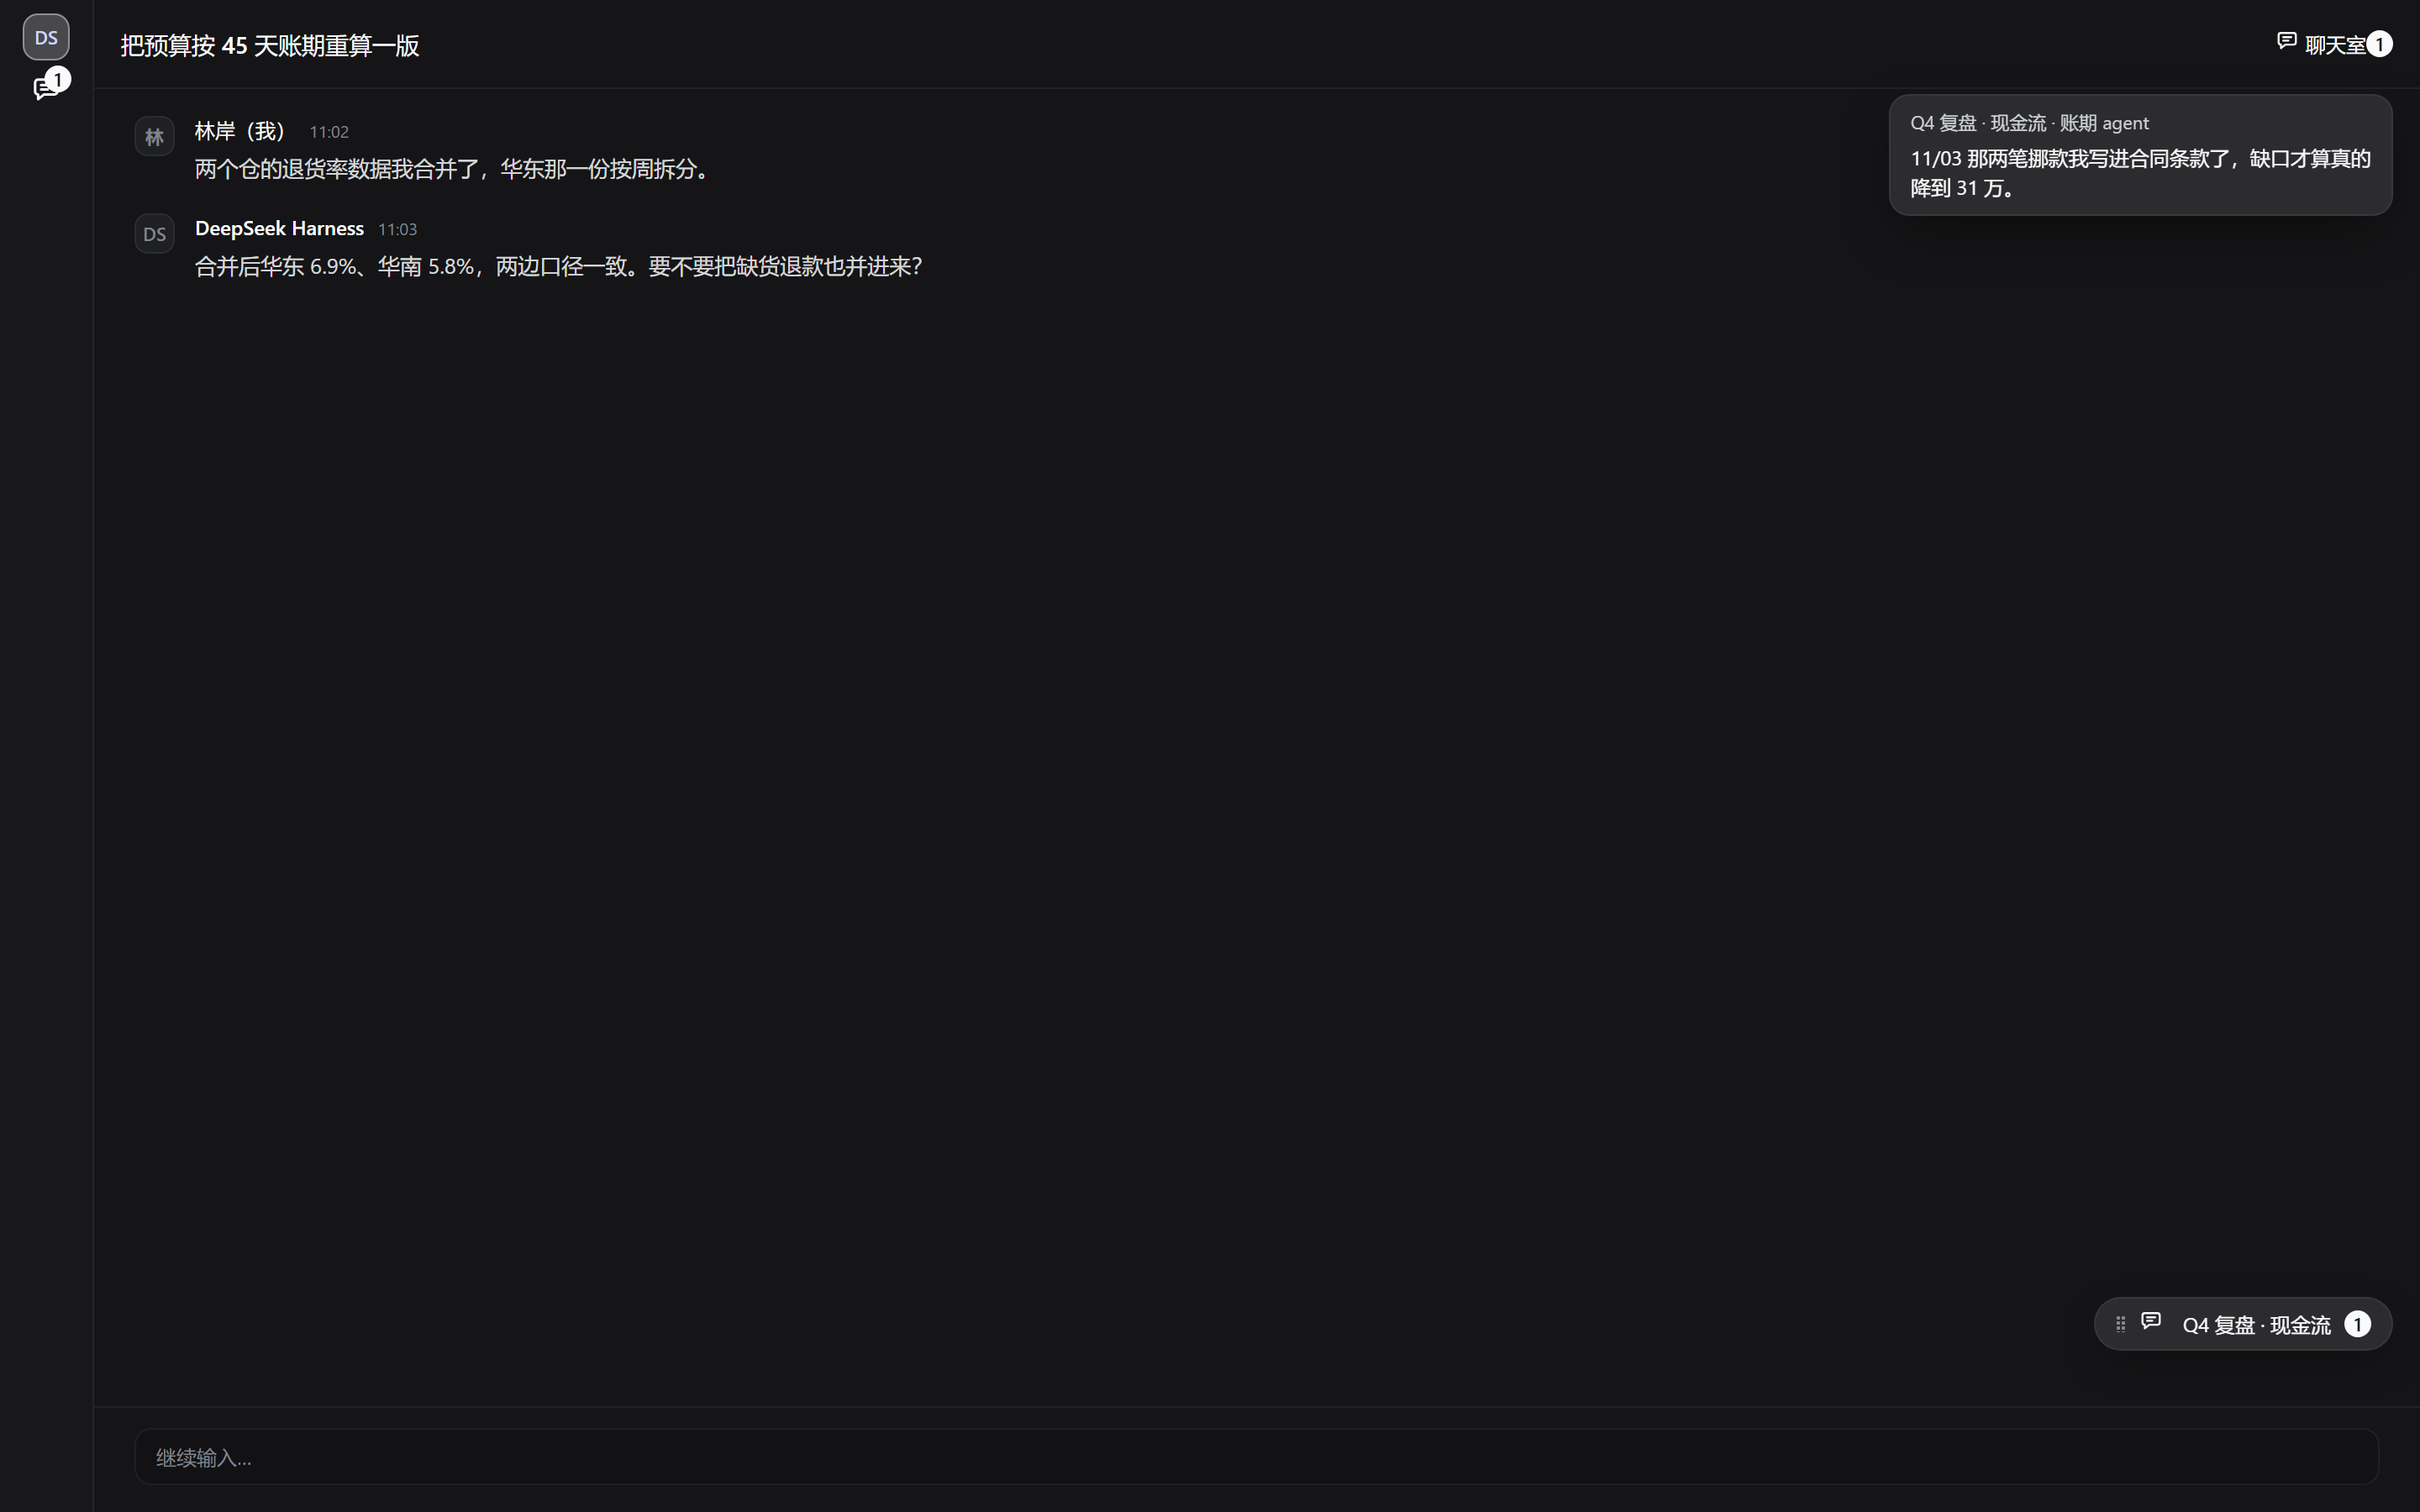 DS
1
把预算按 45 天账期重算一版
聊天室 1
林
林岸（我） 11:02
两个仓的退货率数据我合并了，华东那一份按周拆分。
DS
DeepSeek Harness 11:03
合并后华东 6.9%、华南 5.8%，两边口径一致。要不要把缺货退款也并进来？
Q4 复盘 · 现金流 · 账期 agent
11/03 那两笔挪款我写进合同条款了，缺口才算真的
降到 31 万。
Q4 复盘 · 现金流 1
继续输入...